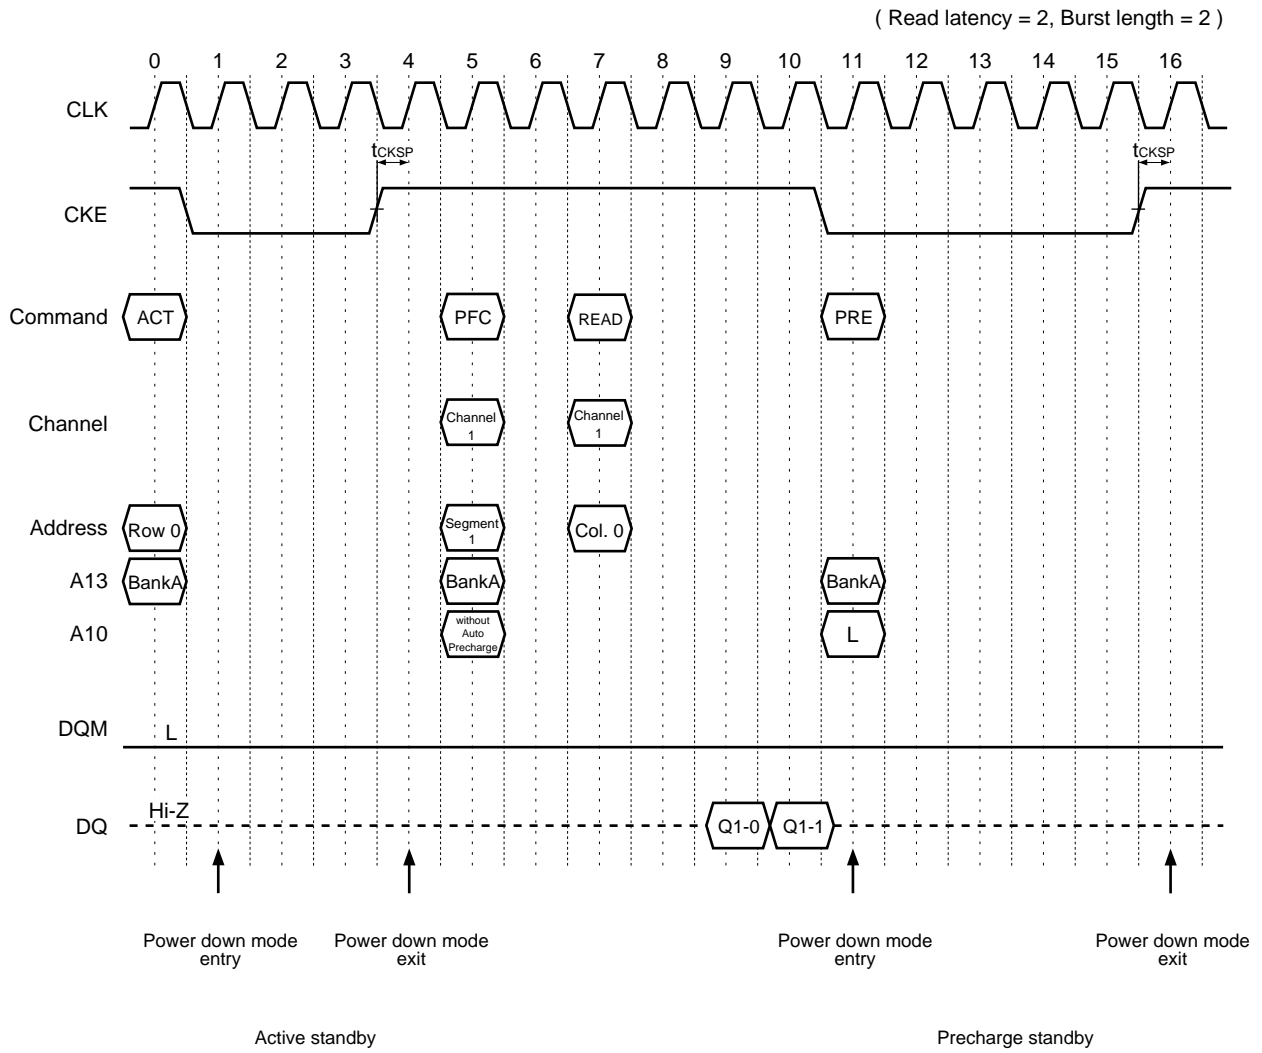 ( Read latency = 2, Burst length = 2 )
0 1 2 3 4 5 6 7 8 9 10 11 12 13 14 15 16
CLK
tCKSP tCKSP
CKE
Command ACT PFC READ PRE
Channel Channel 1 Channel 1
Address Row 0 Segment 1 Col. 0
A13 BankA BankA BankA
A10 without Auto Precharge L
DQM L
Hi-Z
DQ Q1-0 Q1-1
Power down mode entry
Power down mode exit
Power down mode entry
Power down mode exit
Active standby Precharge standby